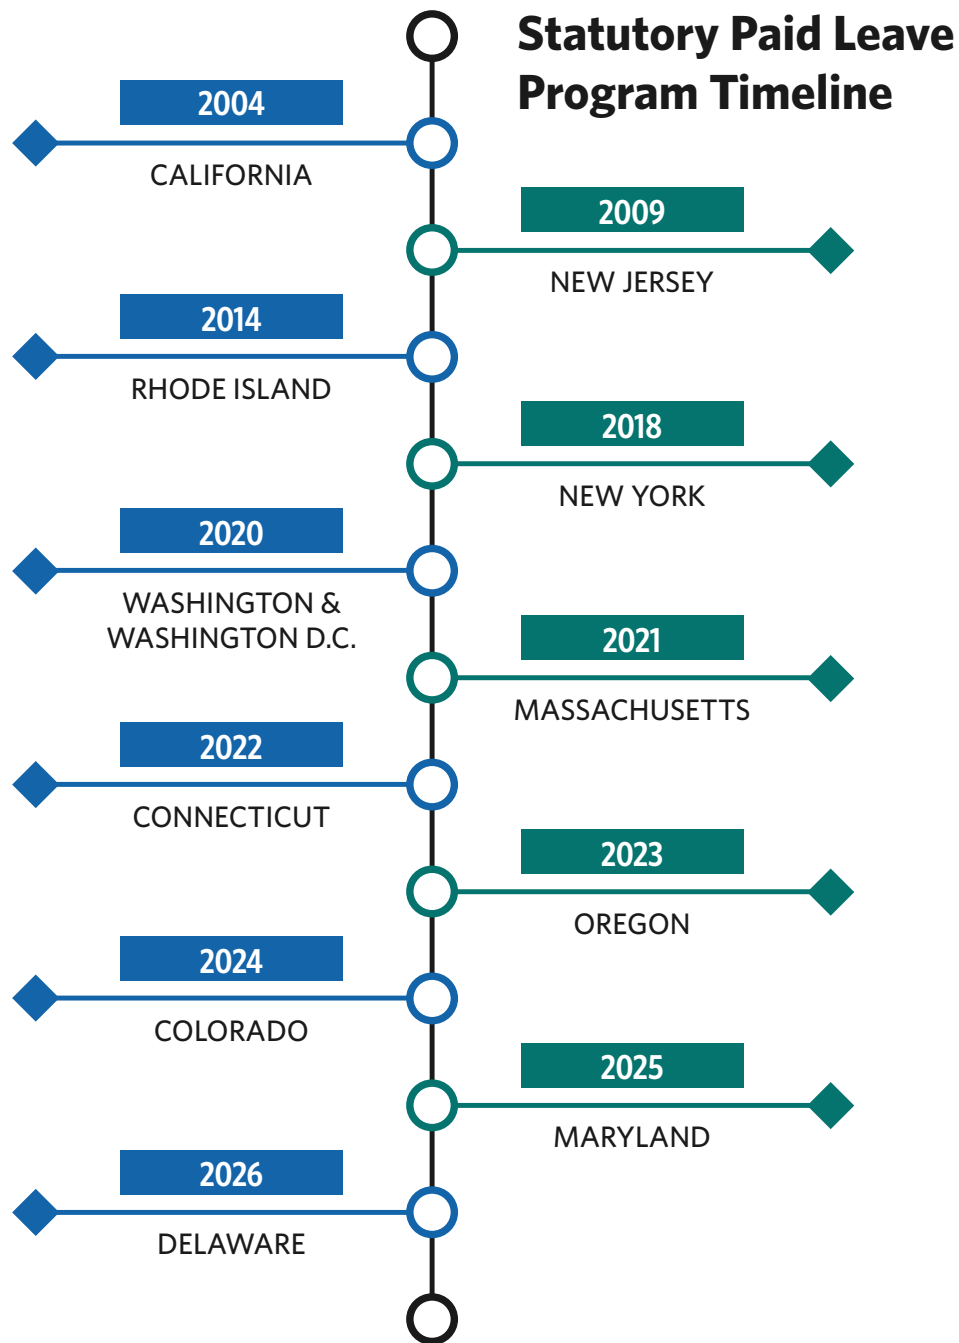 Statutory Paid Leave
Program Timeline
2004
CALIFORNIA
2009
NEW JERSEY
2014
RHODE ISLAND
2018
NEW YORK
2020
WASHINGTON &
WASHINGTON D.C.
2021
MASSACHUSETTS
2022
CONNECTICUT
2023
OREGON
2024
COLORADO
2025
MARYLAND
2026
DELAWARE